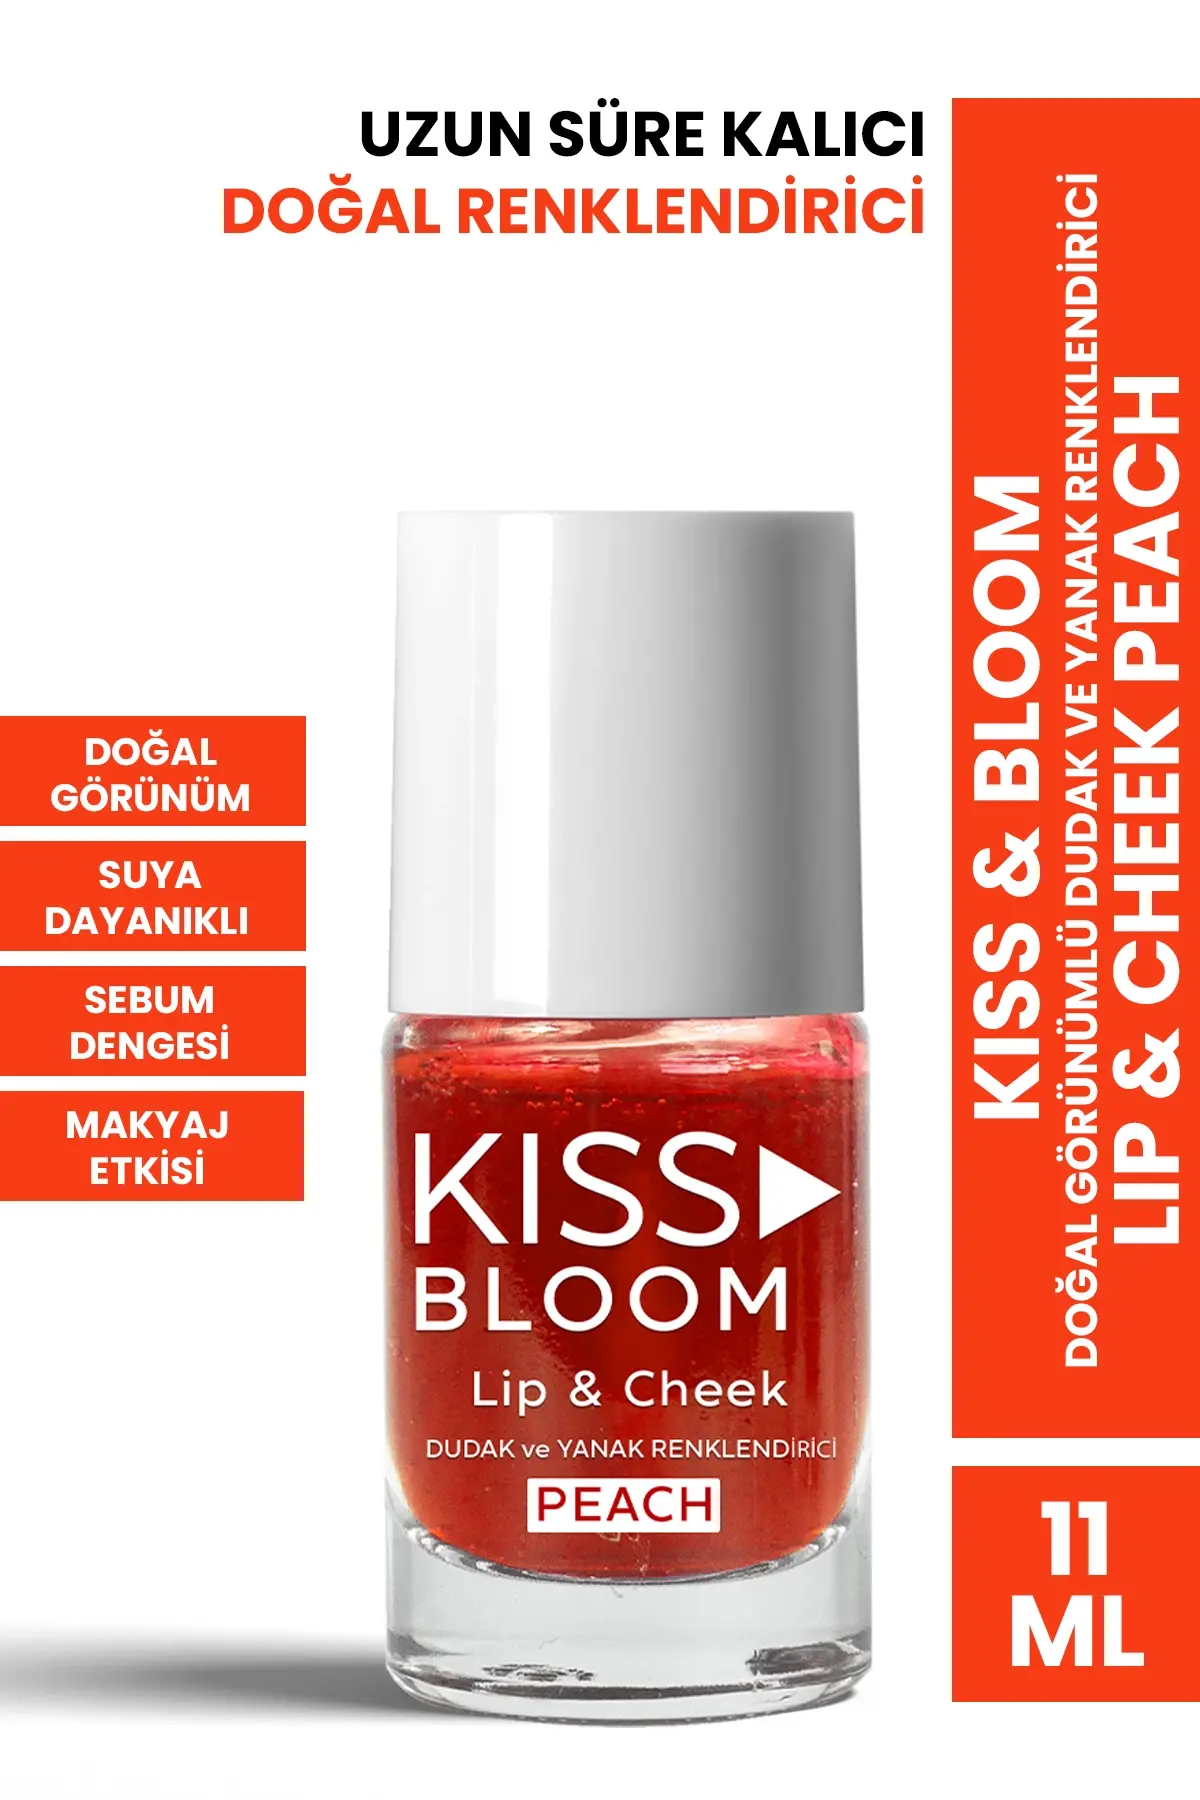 UZUN SÜRE KALICI
DOĞAL RENKLENDİRİCİ
DOĞAL
GÖRÜNÜM
SUYA
DAYANIKLI
SEBUM
DENGESİ
MAKYAJ
ETKİSİ
KISS
BLOOM
Lip & Cheek
DUDAK ve YANAK RENKLENDİRİCİ
PEACH
KISS & BLOOM
DOĞAL GÖRÜNÜMLÜ DUDAK VE YANAK RENKLENDİRİCİ
LIP & CHEEK PEACH
11
ML